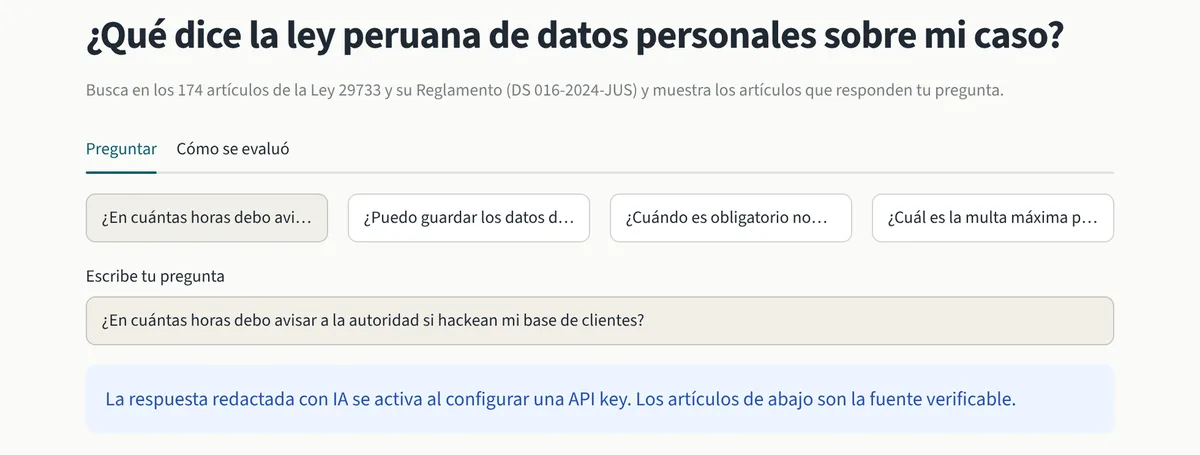 ¿Qué dice la ley peruana de datos personales sobre mi caso?
Busca en los 174 artículos de la Ley 29733 y su Reglamento (DS 016-2024-JUS) y muestra los artículos que responden tu pregunta.
Preguntar Cómo se evaluó
¿En cuántas horas debo avi… ¿Puedo guardar los datos d… ¿Cuándo es obligatorio no… ¿Cuál es la multa máxima p…
Escribe tu pregunta
¿En cuántas horas debo avisar a la autoridad si hackean mi base de clientes?
La respuesta redactada con IA se activa al configurar una API key. Los artículos de abajo son la fuente verificable.